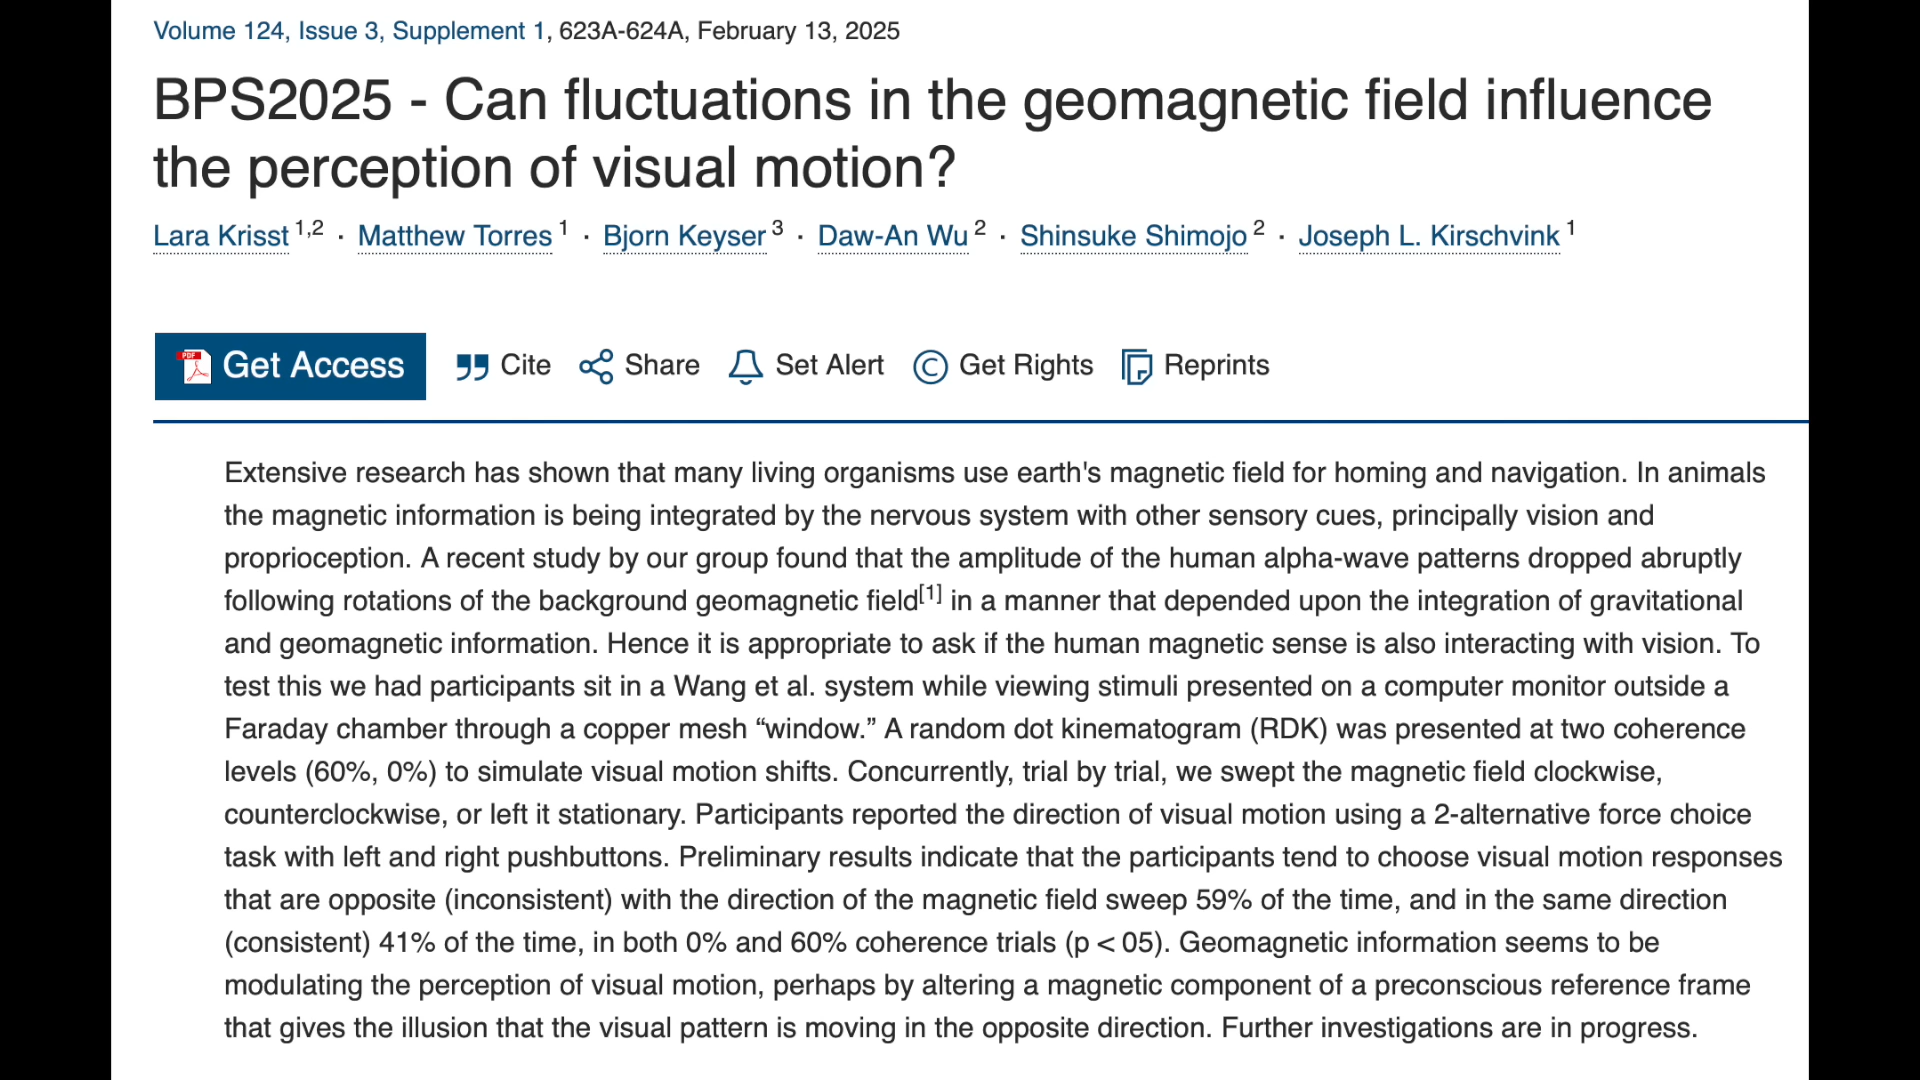 Volume 124, Issue 3, Supplement 1, 623A-624A, February 13, 2025
BPS2025 - Can fluctuations in the geomagnetic field influence
the perception of visual motion?
Lara Krisst 1,2 · Matthew Torres 1 · Bjorn Keyser 3 · Daw-An Wu 2 · Shinsuke Shimojo 2 · Joseph L. Kirschvink 1
PDF Get Access Cite Share Set Alert © Get Rights Reprints
Extensive research has shown that many living organisms use earth's magnetic field for homing and navigation. In animals
the magnetic information is being integrated by the nervous system with other sensory cues, principally vision and
proprioception. A recent study by our group found that the amplitude of the human alpha-wave patterns dropped abruptly
following rotations of the background geomagnetic field[1] in a manner that depended upon the integration of gravitational
and geomagnetic information. Hence it is appropriate to ask if the human magnetic sense is also interacting with vision. To
test this we had participants sit in a Wang et al. system while viewing stimuli presented on a computer monitor outside a
Faraday chamber through a copper mesh “window.” A random dot kinematogram (RDK) was presented at two coherence
levels (60%, 0%) to simulate visual motion shifts. Concurrently, trial by trial, we swept the magnetic field clockwise,
counterclockwise, or left it stationary. Participants reported the direction of visual motion using a 2-alternative force choice
task with left and right pushbuttons. Preliminary results indicate that the participants tend to choose visual motion responses
that are opposite (inconsistent) with the direction of the magnetic field sweep 59% of the time, and in the same direction
(consistent) 41% of the time, in both 0% and 60% coherence trials (p < 05). Geomagnetic information seems to be
modulating the perception of visual motion, perhaps by altering a magnetic component of a preconscious reference frame
that gives the illusion that the visual pattern is moving in the opposite direction. Further investigations are in progress.